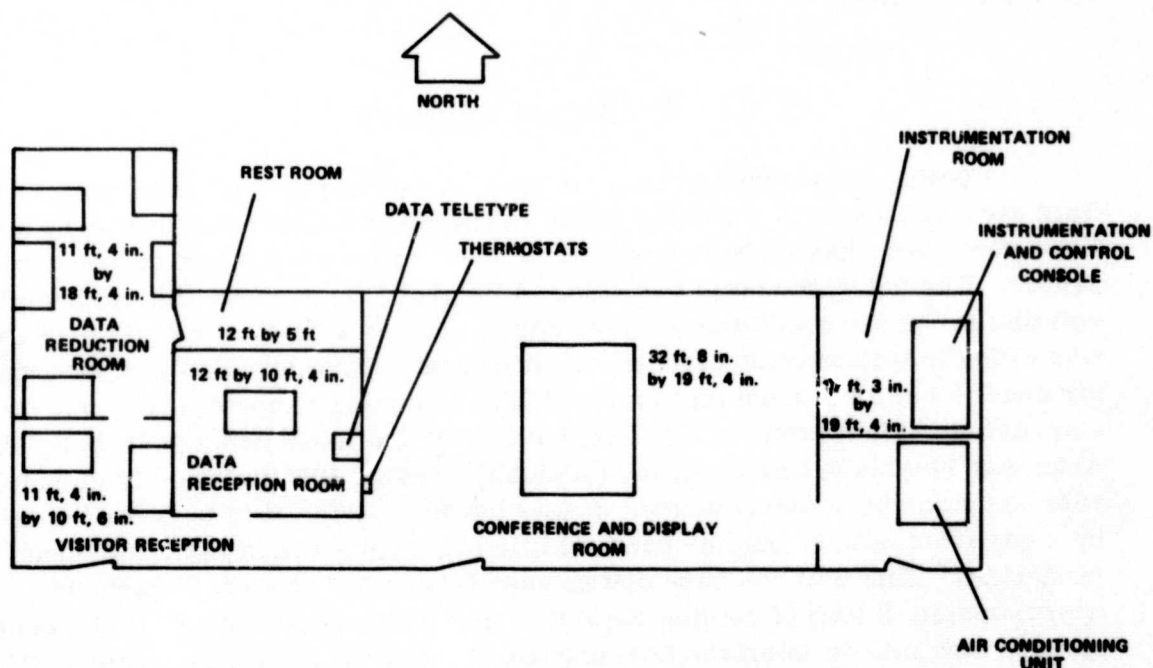 NORTH
INSTRUMENTATION
ROOM
REST ROOM
DATA TELETYPE
THERMOSTATS
INSTRUMENTATION
AND CONTROL
CONSOLE
11 ft, 4 in.
by
18 ft, 4 in.
DATA
REDUCTION
ROOM
12 ft by 5 ft
12 ft by 10 ft, 4 in.
32 ft, 8 in.
by 19 ft, 4 in.
ft, 3 in.
by
19 ft, 4 in.
DATA
RECEPTION ROOM
11 ft, 4 in.
by 10 ft, 6 in.
VISITOR RECEPTION
CONFERENCE AND DISPLAY
ROOM
AIR CONDITIONING
UNIT